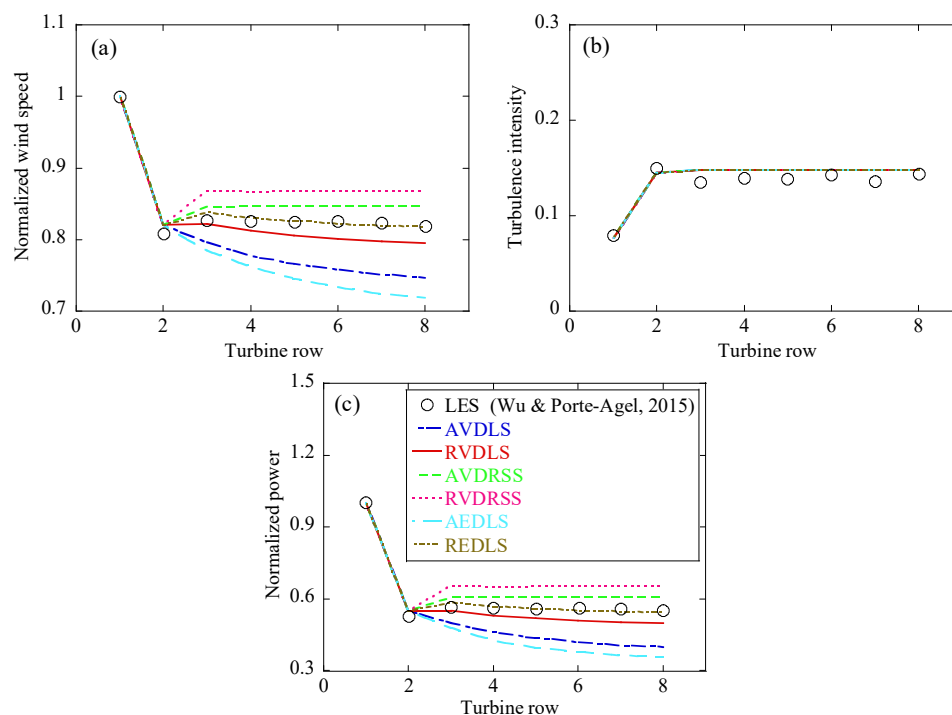 1.1
(a)
1
0.9
0.8
0.7
0 2 4 6 8
Normalized wind speed
Turbine row
0.3
(b)
0.2
0.1
0
0 2 4 6 8
Turbulence intensity
Turbine row
1.5
(c)
1.2
0.9
0.6
0.3
0 2 4 6 8
Normalized power
Turbine row
LES (Wu & Porte-Agel, 2015)
AVDLS
RVDLS
AVDRSS
RVDRSS
AEDLS
REDLS